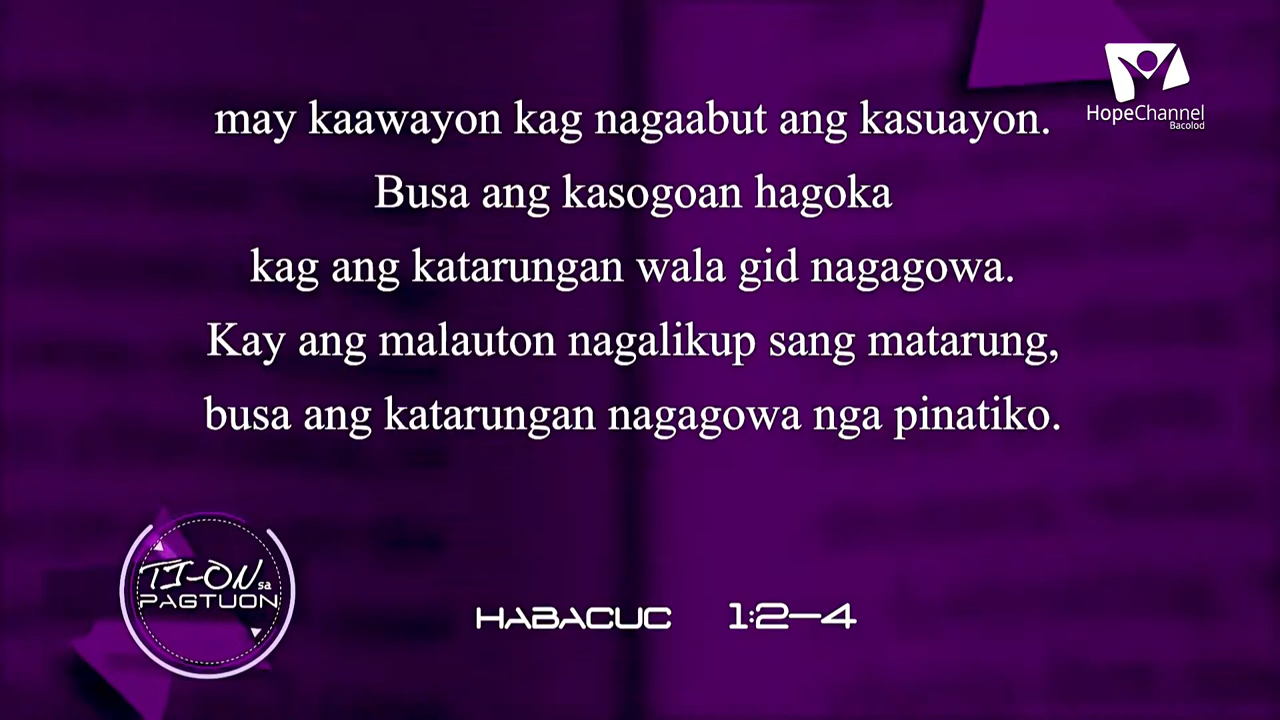 HopeChannel
Bacolod
may kaawayon kag nagaabut ang kasuayon.
Busa ang kasogoan hagoka
kag ang katarungan wala gid nagagowa.
Kay ang malauton nagalikup sang matarung,
busa ang katarungan nagagowa nga pinatiko.
TI-ON sa
PAGTUON
HABACUC 1:2-4